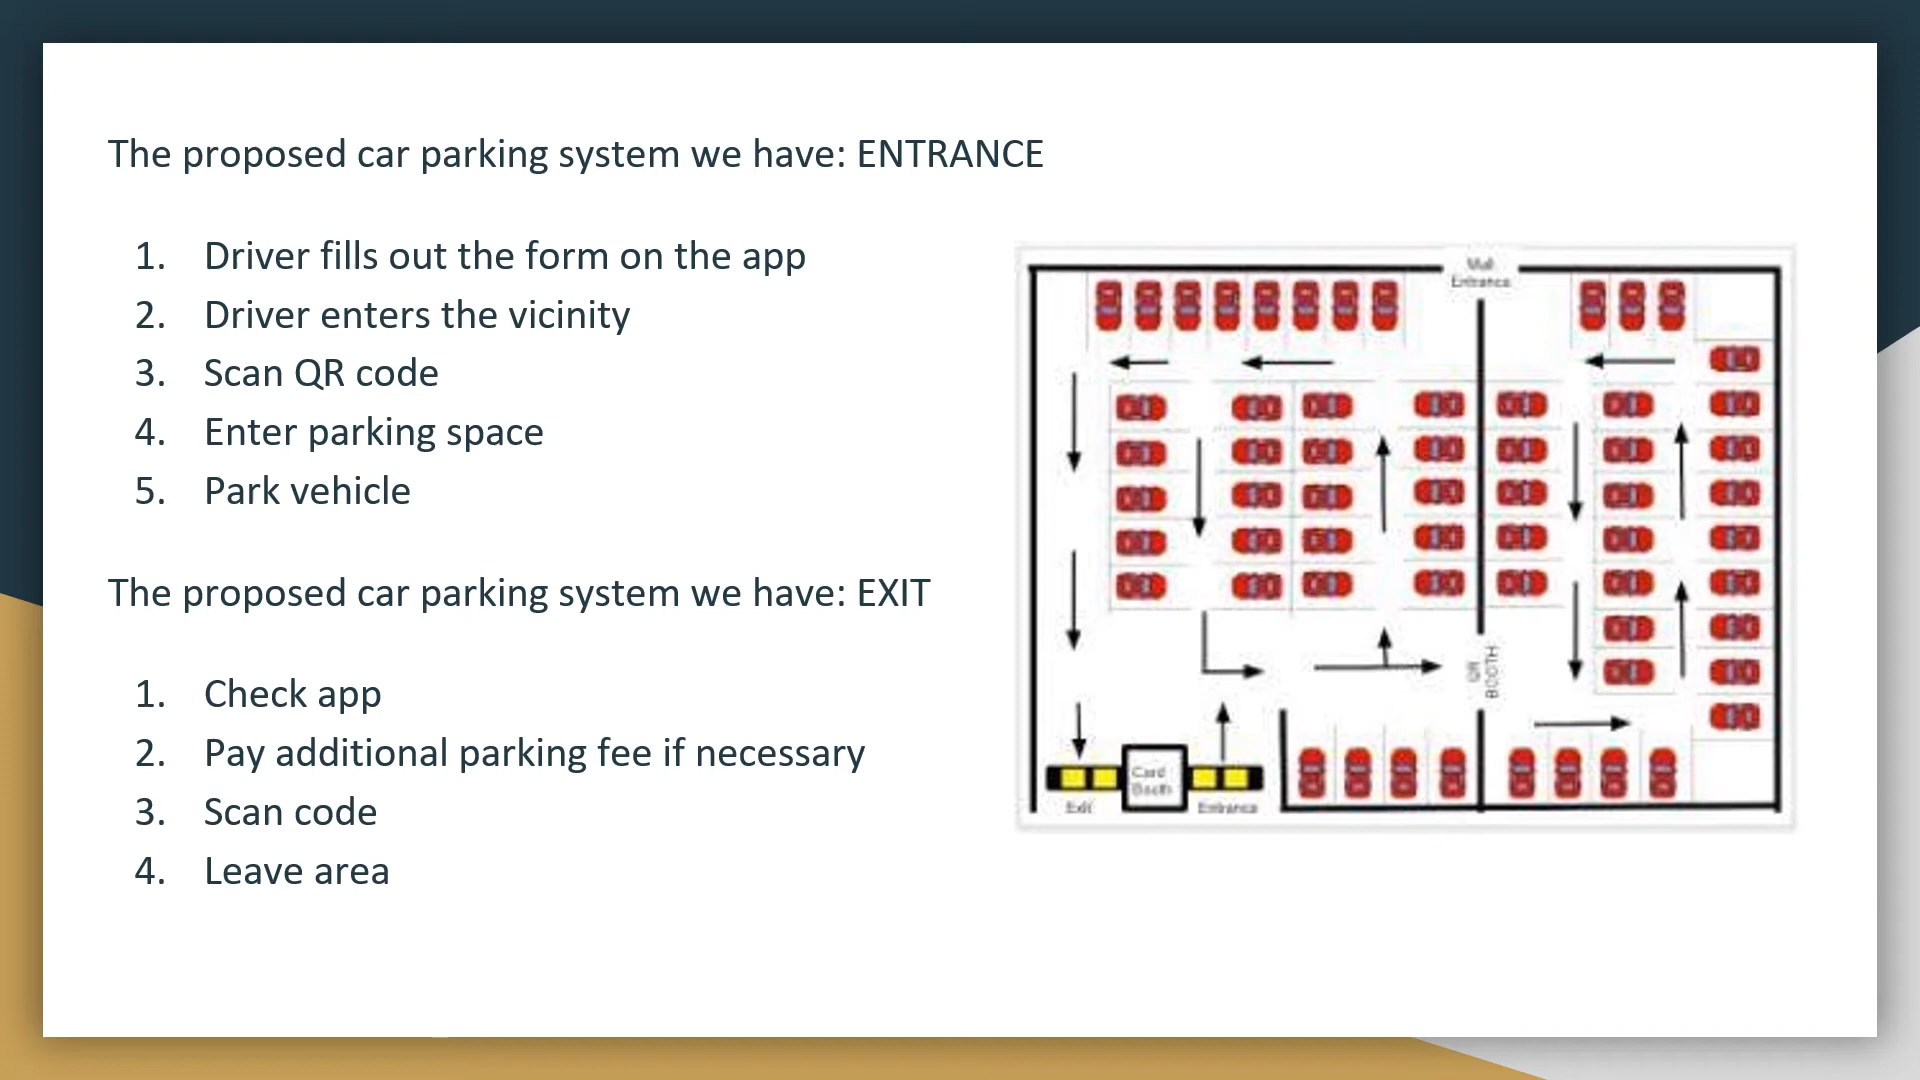 The proposed car parking system we have: ENTRANCE
1. Driver fills out the form on the app
2. Driver enters the vicinity
3. Scan QR code
4. Enter parking space
5. Park vehicle
The proposed car parking system we have: EXIT
1. Check app
2. Pay additional parking fee if necessary
3. Scan code
4. Leave area
Mall
Entrance
QR
BOOTH
Card
Booth
Exit
Entrance